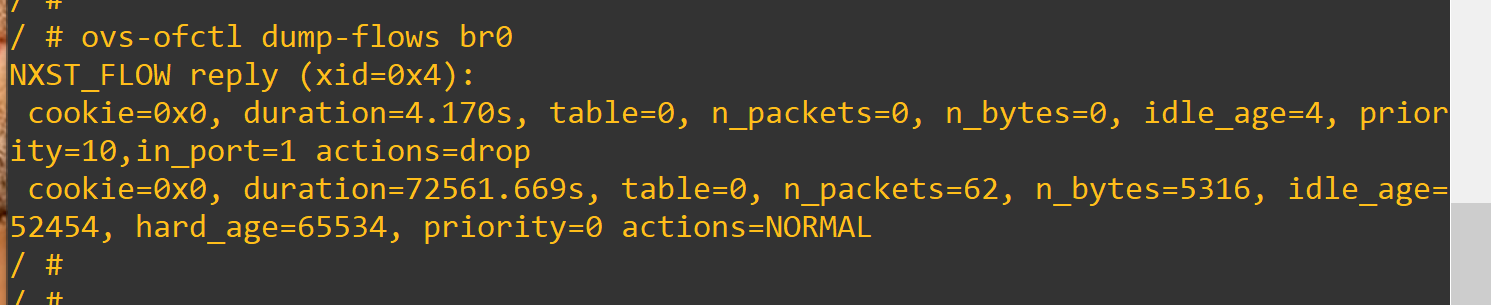 / #
/ # ovs-ofctl dump-flows br0
NXST_FLOW reply (xid=0x4):
 cookie=0x0, duration=4.170s, table=0, n_packets=0, n_bytes=0, idle_age=4, prior
ity=10,in_port=1 actions=drop
 cookie=0x0, duration=72561.669s, table=0, n_packets=62, n_bytes=5316, idle_age=
52454, hard_age=65534, priority=0 actions=NORMAL
/ #
/ #